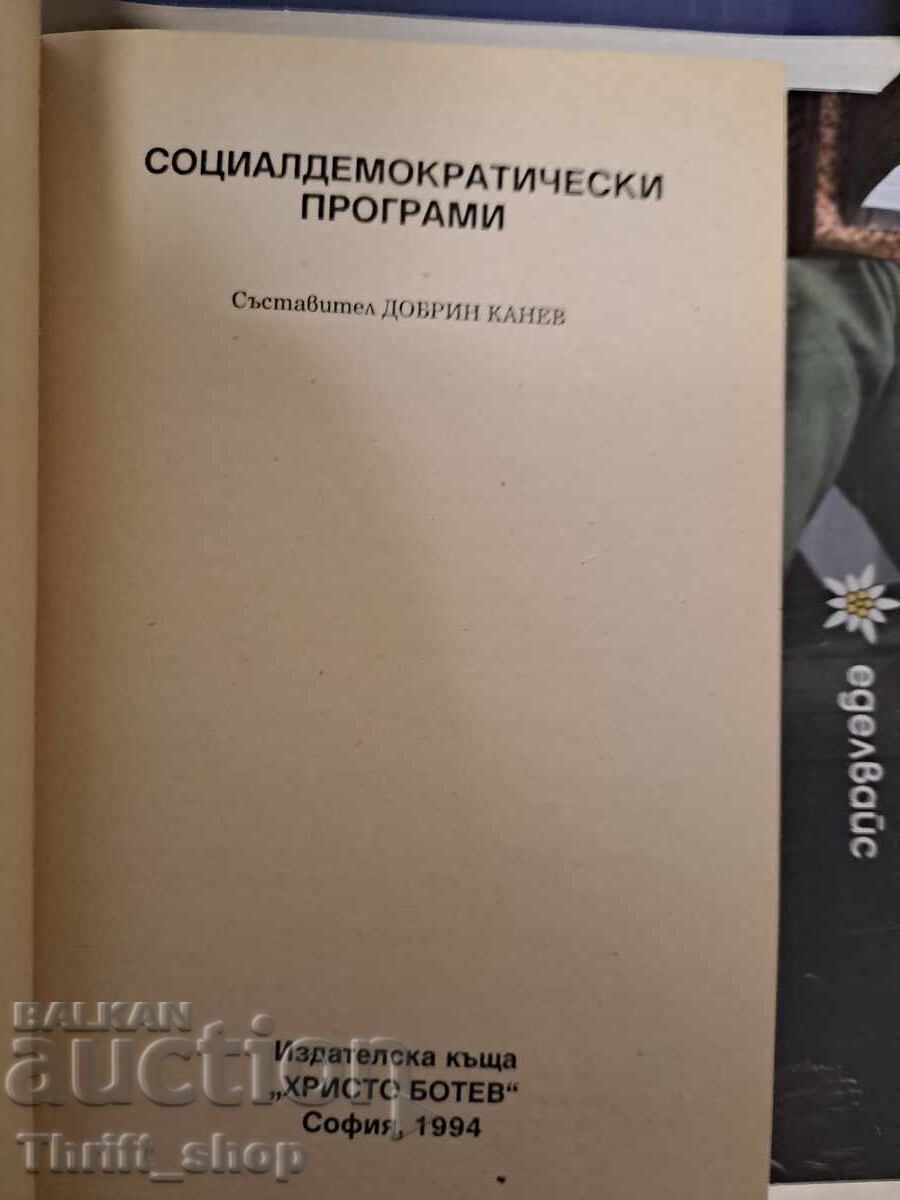 СОЦИАЛДЕМОКРАТИЧЕСКИ
ПРОГРАМИ
Съставител ДОБРИН КАНЕВ
Издателска къща
„ХРИСТО БОТЕВ“
София, 1994
еделвайс
BALKAN
auction
Thrift_shop